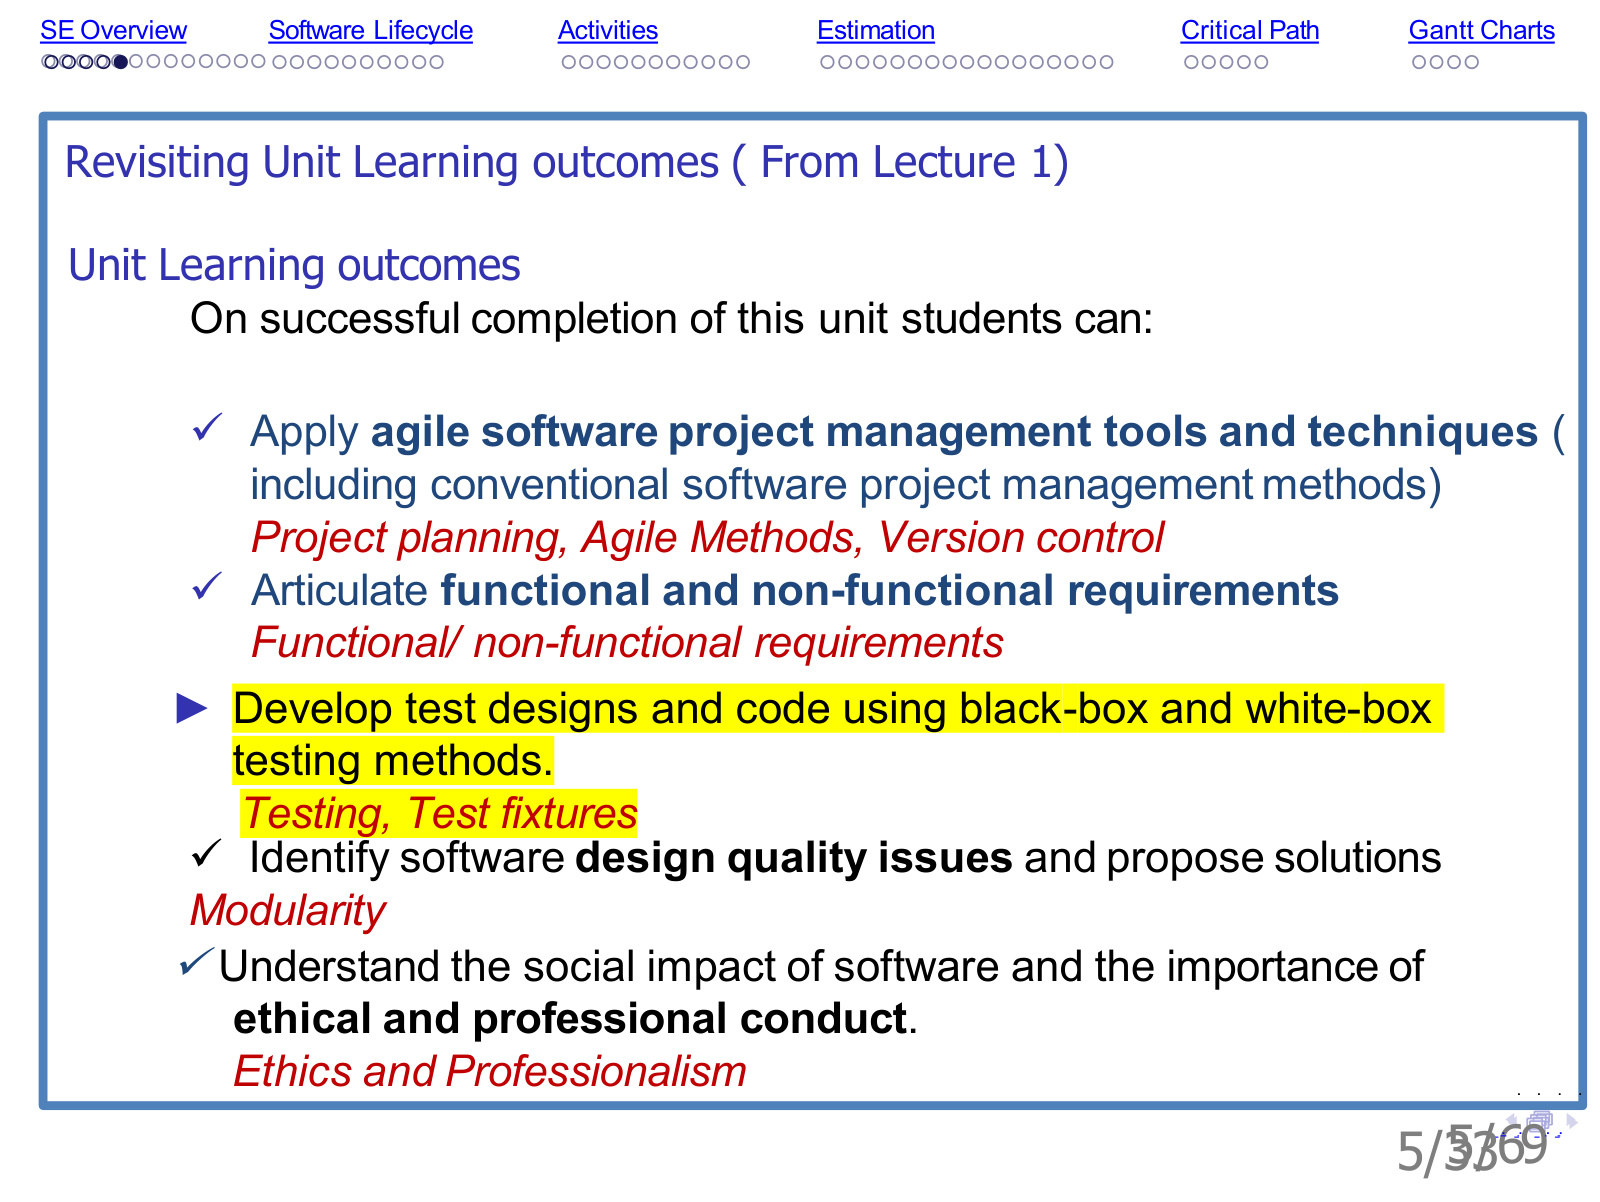 SE Overview Software Lifecycle Activities Estimation Critical Path Gantt Charts
Revisiting Unit Learning outcomes ( From Lecture 1)
Unit Learning outcomes
On successful completion of this unit students can:
✓ Apply agile software project management tools and techniques (
including conventional software project management methods)
Project planning, Agile Methods, Version control
✓ Articulate functional and non-functional requirements
Functional/ non-functional requirements
► Develop test designs and code using black-box and white-box
testing methods.
Testing, Test fixtures
✓ Identify software design quality issues and propose solutions
Modularity
✓ Understand the social impact of software and the importance of
ethical and professional conduct.
Ethics and Professionalism
5/33
5/69